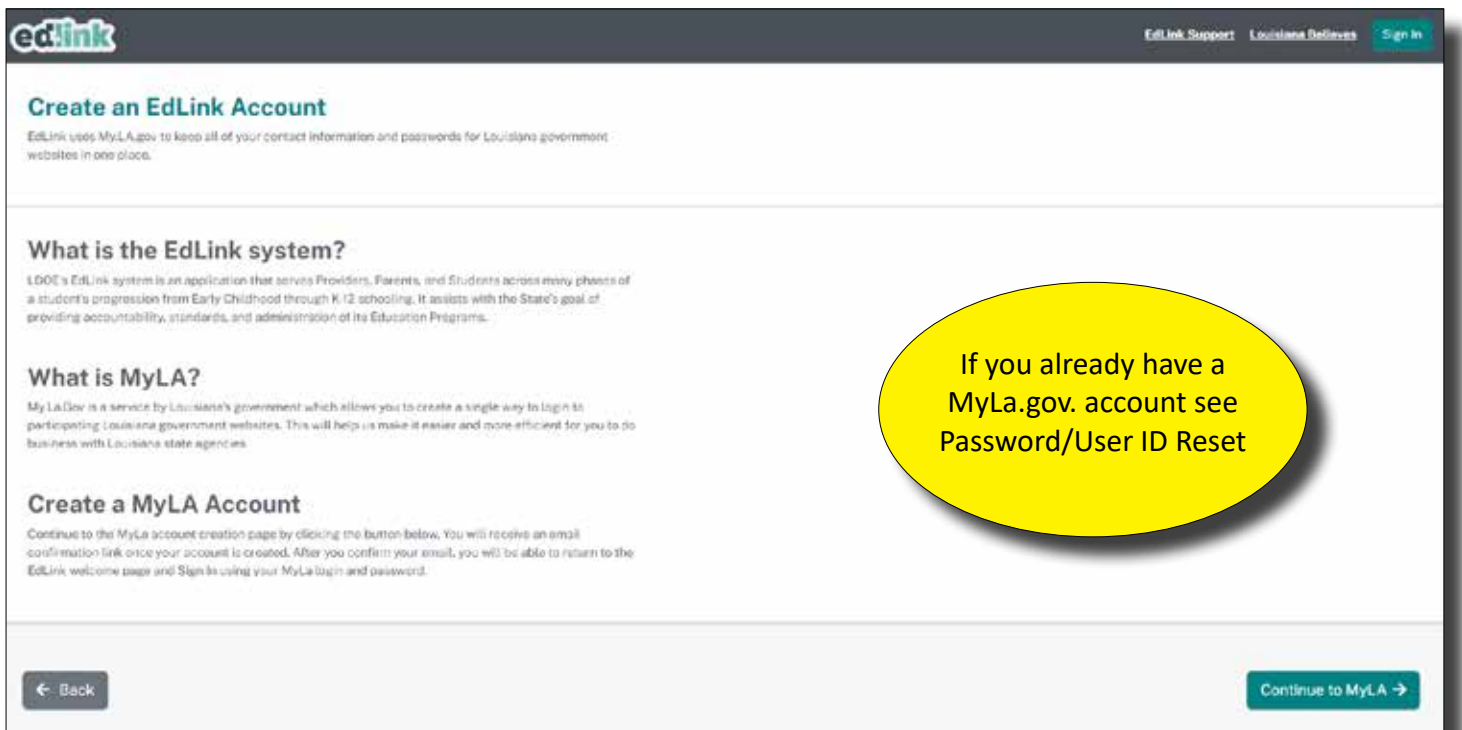 edlink
EdLink Support Louisiana Believes Sign In
Create an EdLink Account
EdLink uses My.LA.gov to keep all of your contact information and passwords for Louisiana government
websites in one place.
What is the EdLink system?
LDOE's EdLink system is an application that serves Providers, Parents, and Students across many phases of
a student's progression from Early Childhood through K-12 schooling. It assists with the State's goal of
providing accountability, standards, and administration of its Education Programs.
What is MyLA?
My.La.Gov is a service by Louisiana's government which allows you to create a single way to login to
participating Louisiana government websites. This will help us make it easier and more efficient for you to do
business with Louisiana state agencies
Create a MyLA Account
Continue to the MyLa account creation page by clicking the button below. You will receive an email
confirmation link once your account is created. After you confirm your email, you will be able to return to the
EdLink welcome page and Sign In using your MyLa login and password.
If you already have a
MyLa.gov. account see
Password/User ID Reset
← Back
Continue to MyLA →